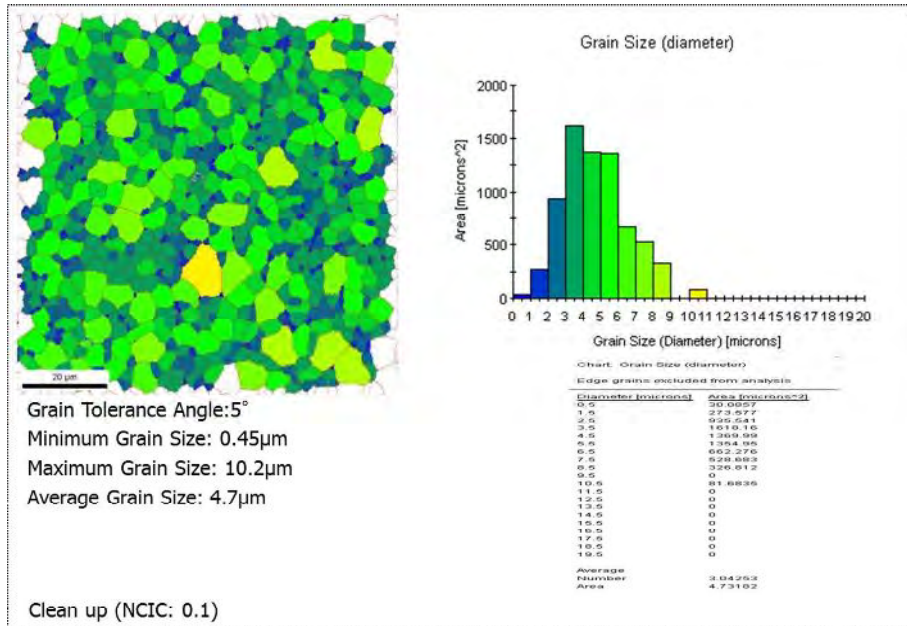 Grain Size (diameter)
2000
1500
1000
500
0
Area [microns^2]
0 1 2 3 4 5 6 7 8 9 10 11 12 13 14 15 16 17 18 19 20
Grain Size (Diameter) [microns]
20 µm
Grain Tolerance Angle:5°
Minimum Grain Size: 0.45µm
Maximum Grain Size: 10.2µm
Average Grain Size: 4.7µm
Clean up (NCIC: 0.1)
Chart: Grain Size (diameter)
Edge grains excluded from analysis
Diameter [microns] Area [microns^2]
0.5 30.0857
1.5 273.577
2.5 935.541
3.5 1618.16
4.5 1369.99
5.5 1354.95
6.5 662.276
7.5 528.683
8.5 326.812
9.5 0
10.5 81.6835
11.5 0
12.5 0
13.5 0
14.5 0
15.5 0
16.5 0
17.5 0
18.5 0
19.5 0
Average
Number 3.04253
Area 4.73182